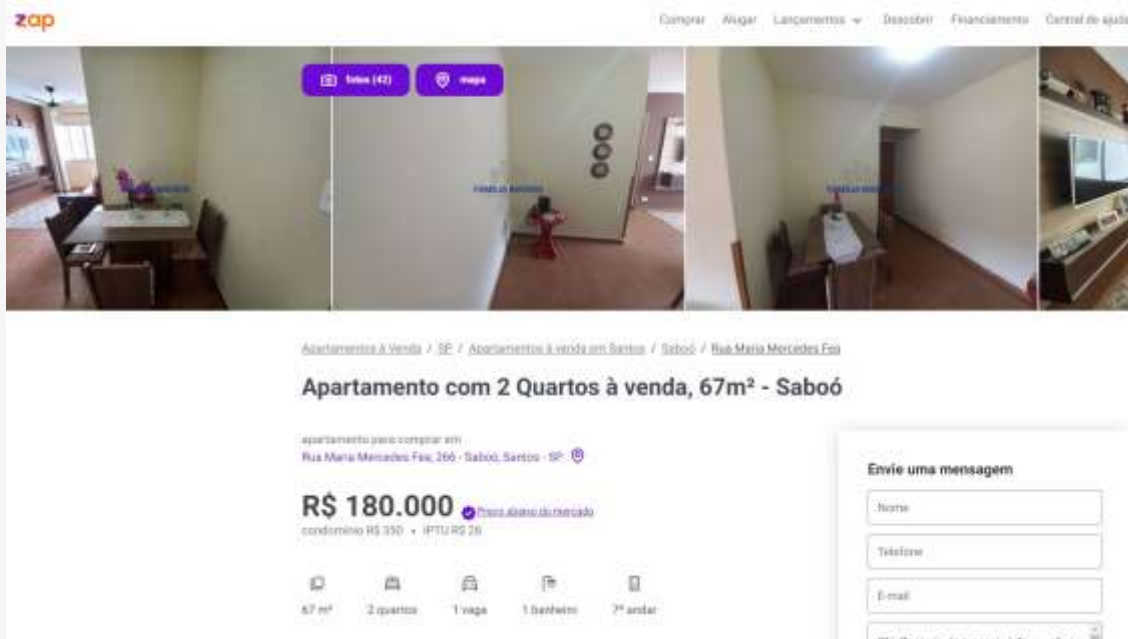 zap
Comprar Alugar Lançamentos Descobrir Financiamento Central de ajuda
fotos (42) mapa
Apartamentos à Venda / SP / Apartamentos à venda em Santos / Saboó / Rua Maria Mercedes Fea
Apartamento com 2 Quartos à venda, 67m² - Saboó
apartamento para comprar em
Rua Maria Mercedes Fea, 266 - Saboó, Santos - SP
R$ 180.000 Preço abaixo do mercado
condomínio R$ 350 • IPTU R$ 26
67 m² 2 quartos 1 vaga 1 banheiro 7º andar
Envie uma mensagem
Nome
Telefone
E-mail